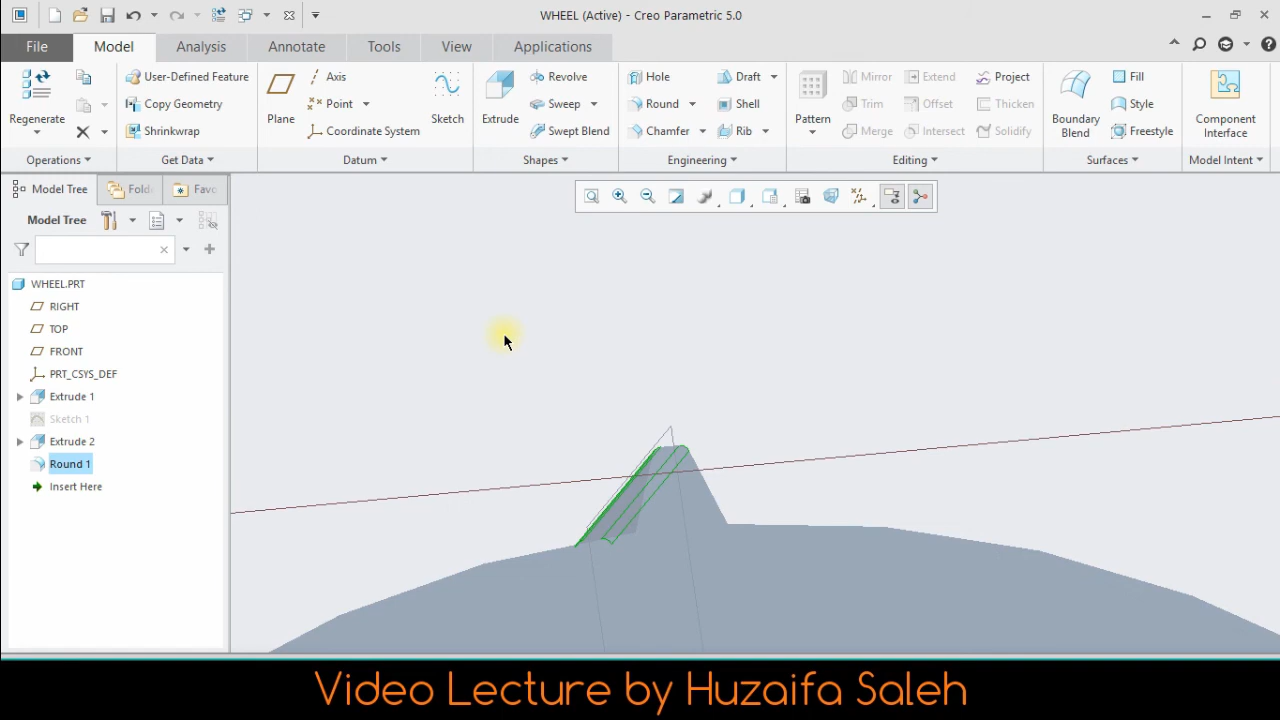 WHEEL (Active) - Creo Parametric 5.0
File Model Analysis Annotate Tools View Applications
Regenerate
Operations
User-Defined Feature
Copy Geometry
Shrinkwrap
Get Data
Plane
Axis
Point
Coordinate System
Sketch
Datum
Extrude
Revolve
Sweep
Swept Blend
Shapes
Hole
Round
Chamfer
Draft
Shell
Rib
Engineering
Pattern
Mirror
Trim
Merge
Extend
Offset
Intersect
Project
Thicken
Solidify
Editing
Boundary
Blend
Fill
Style
Freestyle
Surfaces
Component
Interface
Model Intent
Model Tree Fold Favo
Model Tree
WHEEL.PRT
RIGHT
TOP
FRONT
PRT_CSYS_DEF
Extrude 1
Sketch 1
Extrude 2
Round 1
Insert Here
Video Lecture by Huzaifa Saleh